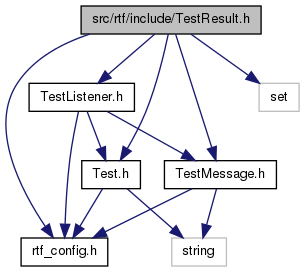 src/rtf/include/TestResult.h
TestListener.h
set
Test.h
TestMessage.h
rtf_config.h
string